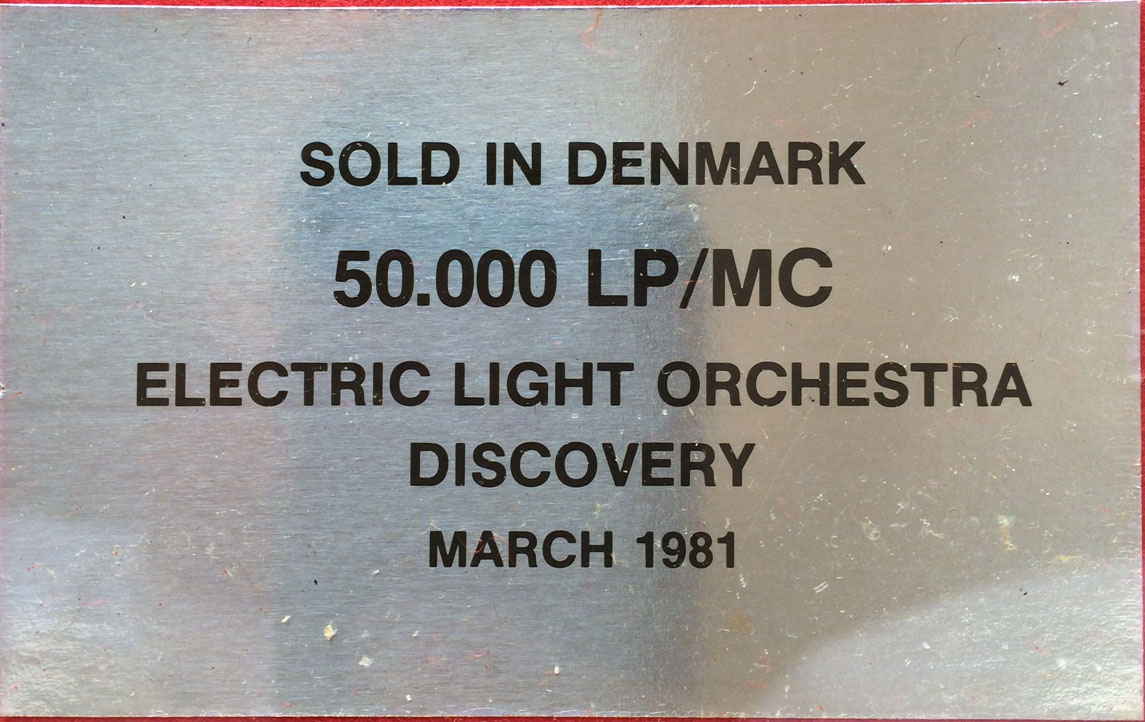 SOLD IN DENMARK
50.000 LP/MC
ELECTRIC LIGHT ORCHESTRA
DISCOVERY
MARCH 1981